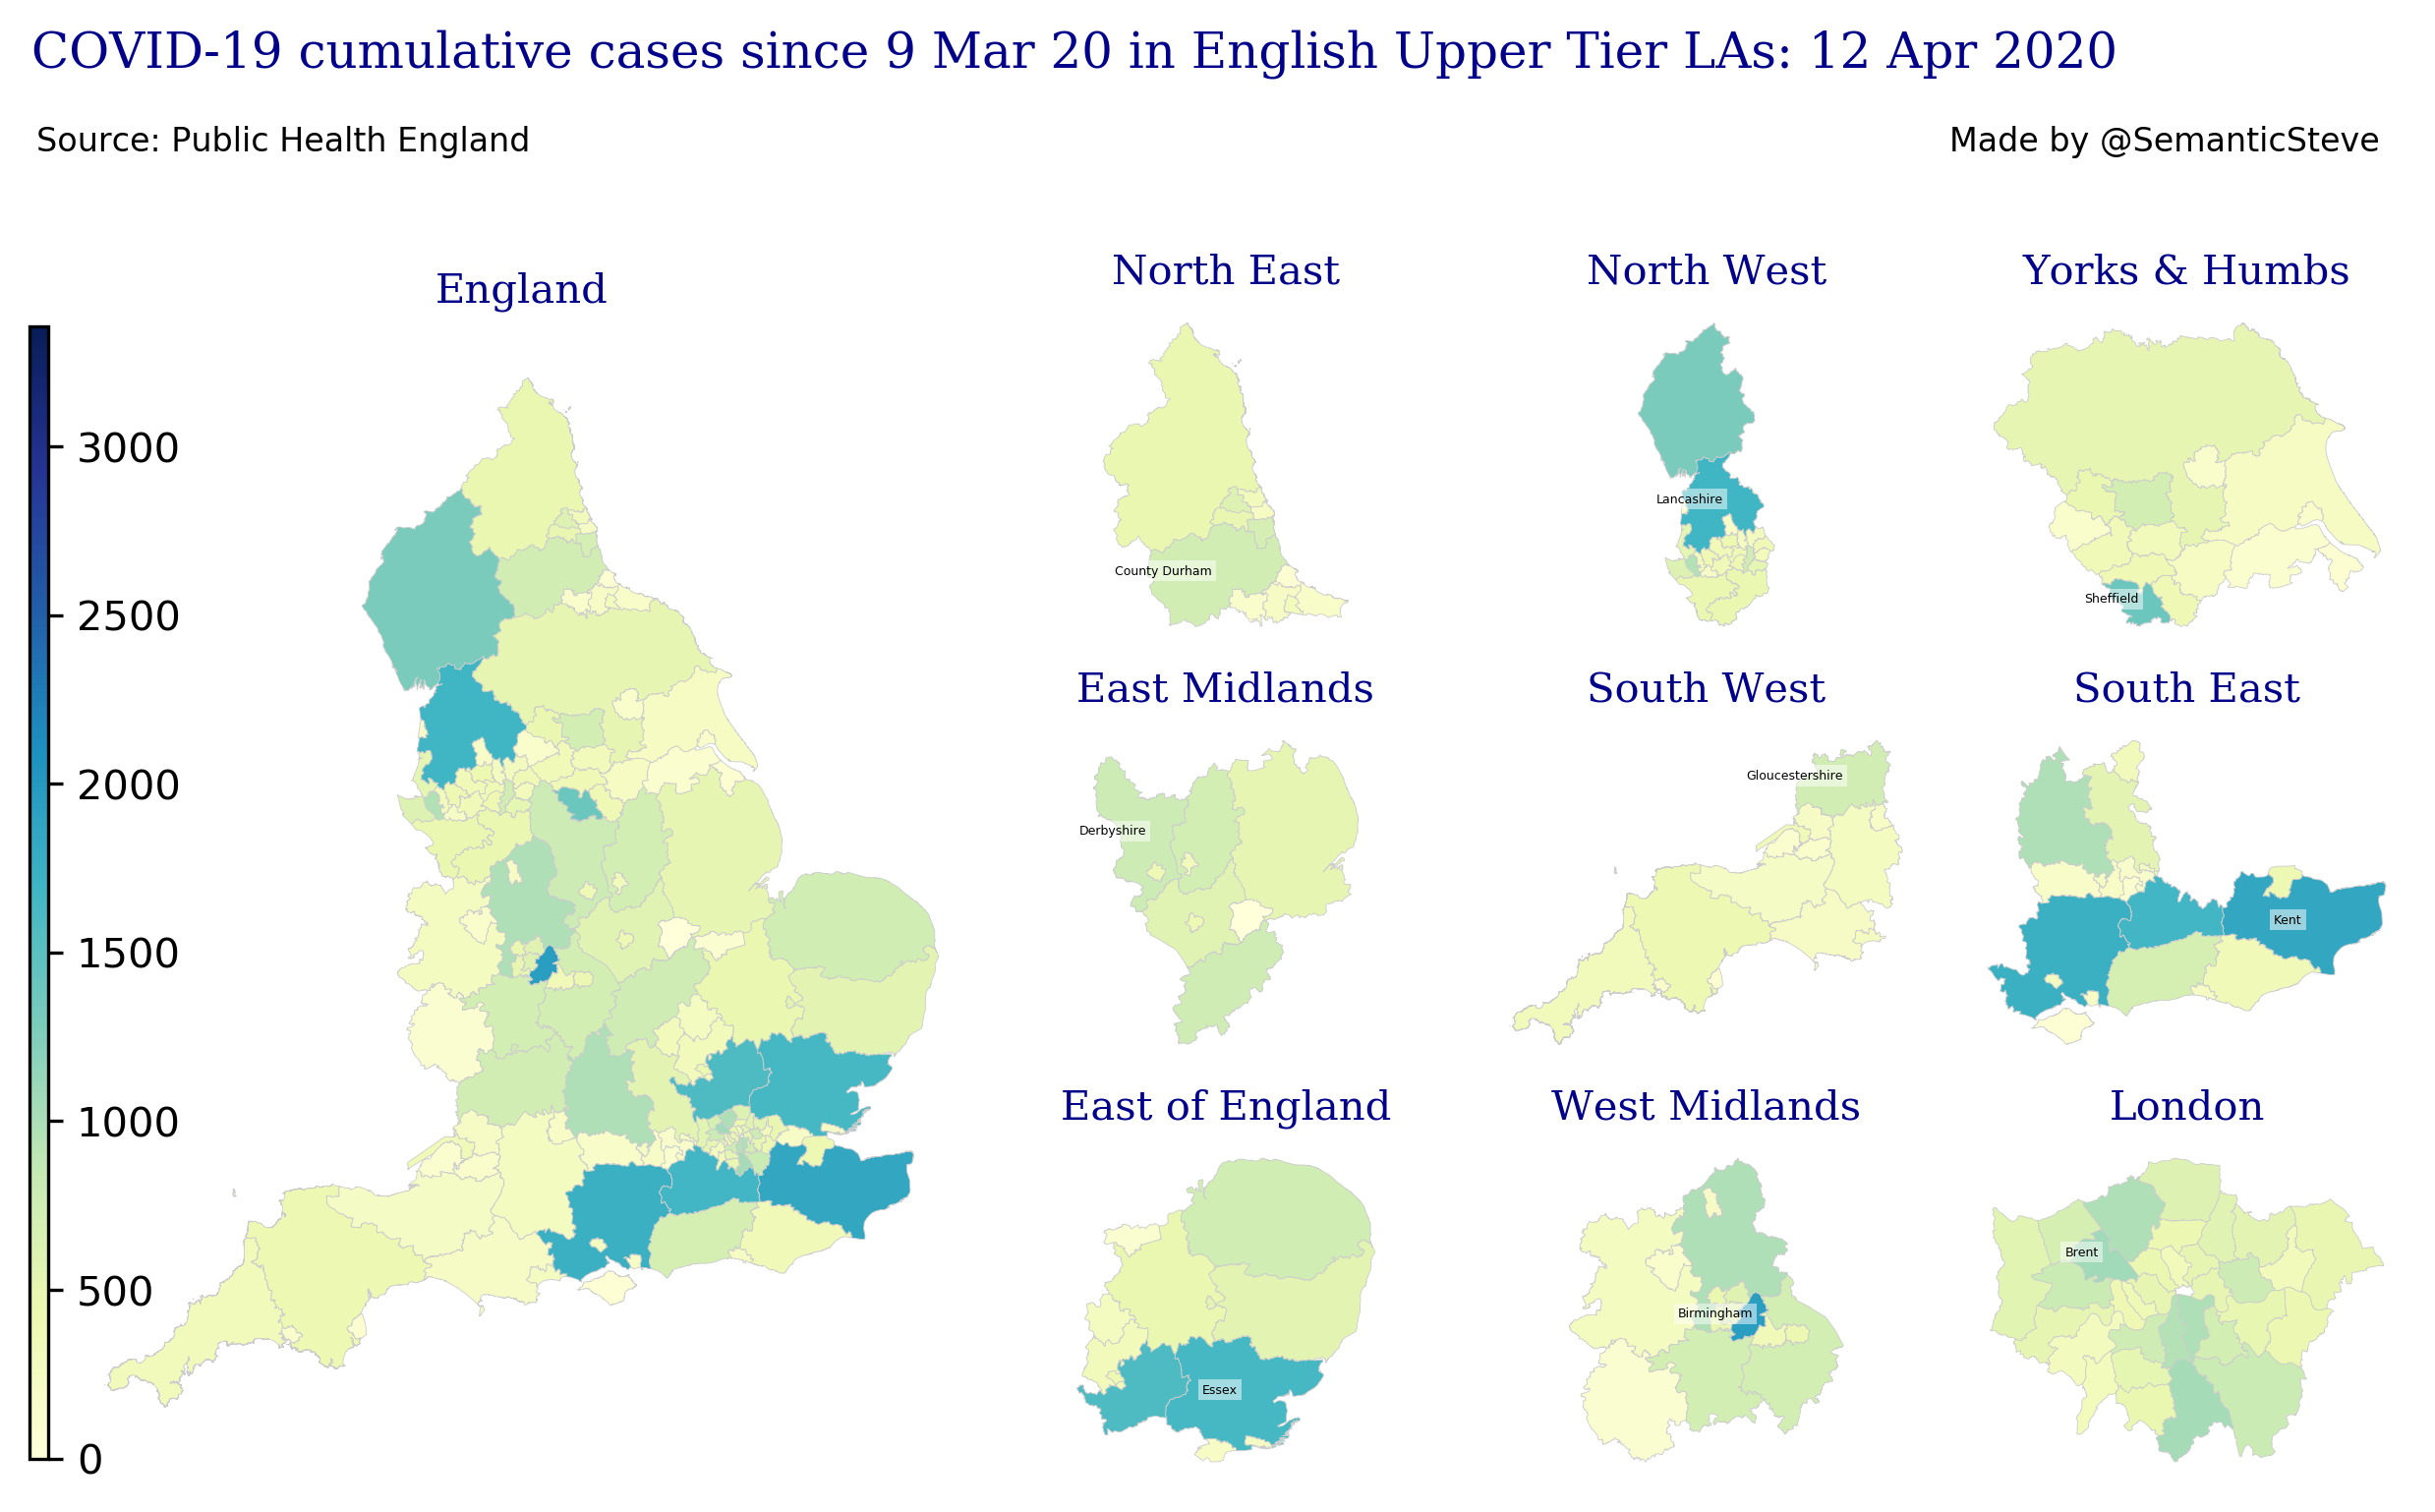 COVID-19 cumulative cases since 9 Mar 20 in English Upper Tier LAs: 12 Apr 2020
Source: Public Health England
Made by @SemanticSteve
England
North East
North West
Yorks & Humbs
3000
2500
2000
1500
1000
500
0
County Durham
Lancashire
Sheffield
East Midlands
South West
South East
Derbyshire
Gloucestershire
Kent
East of England
West Midlands
London
Essex
Birmingham
Brent